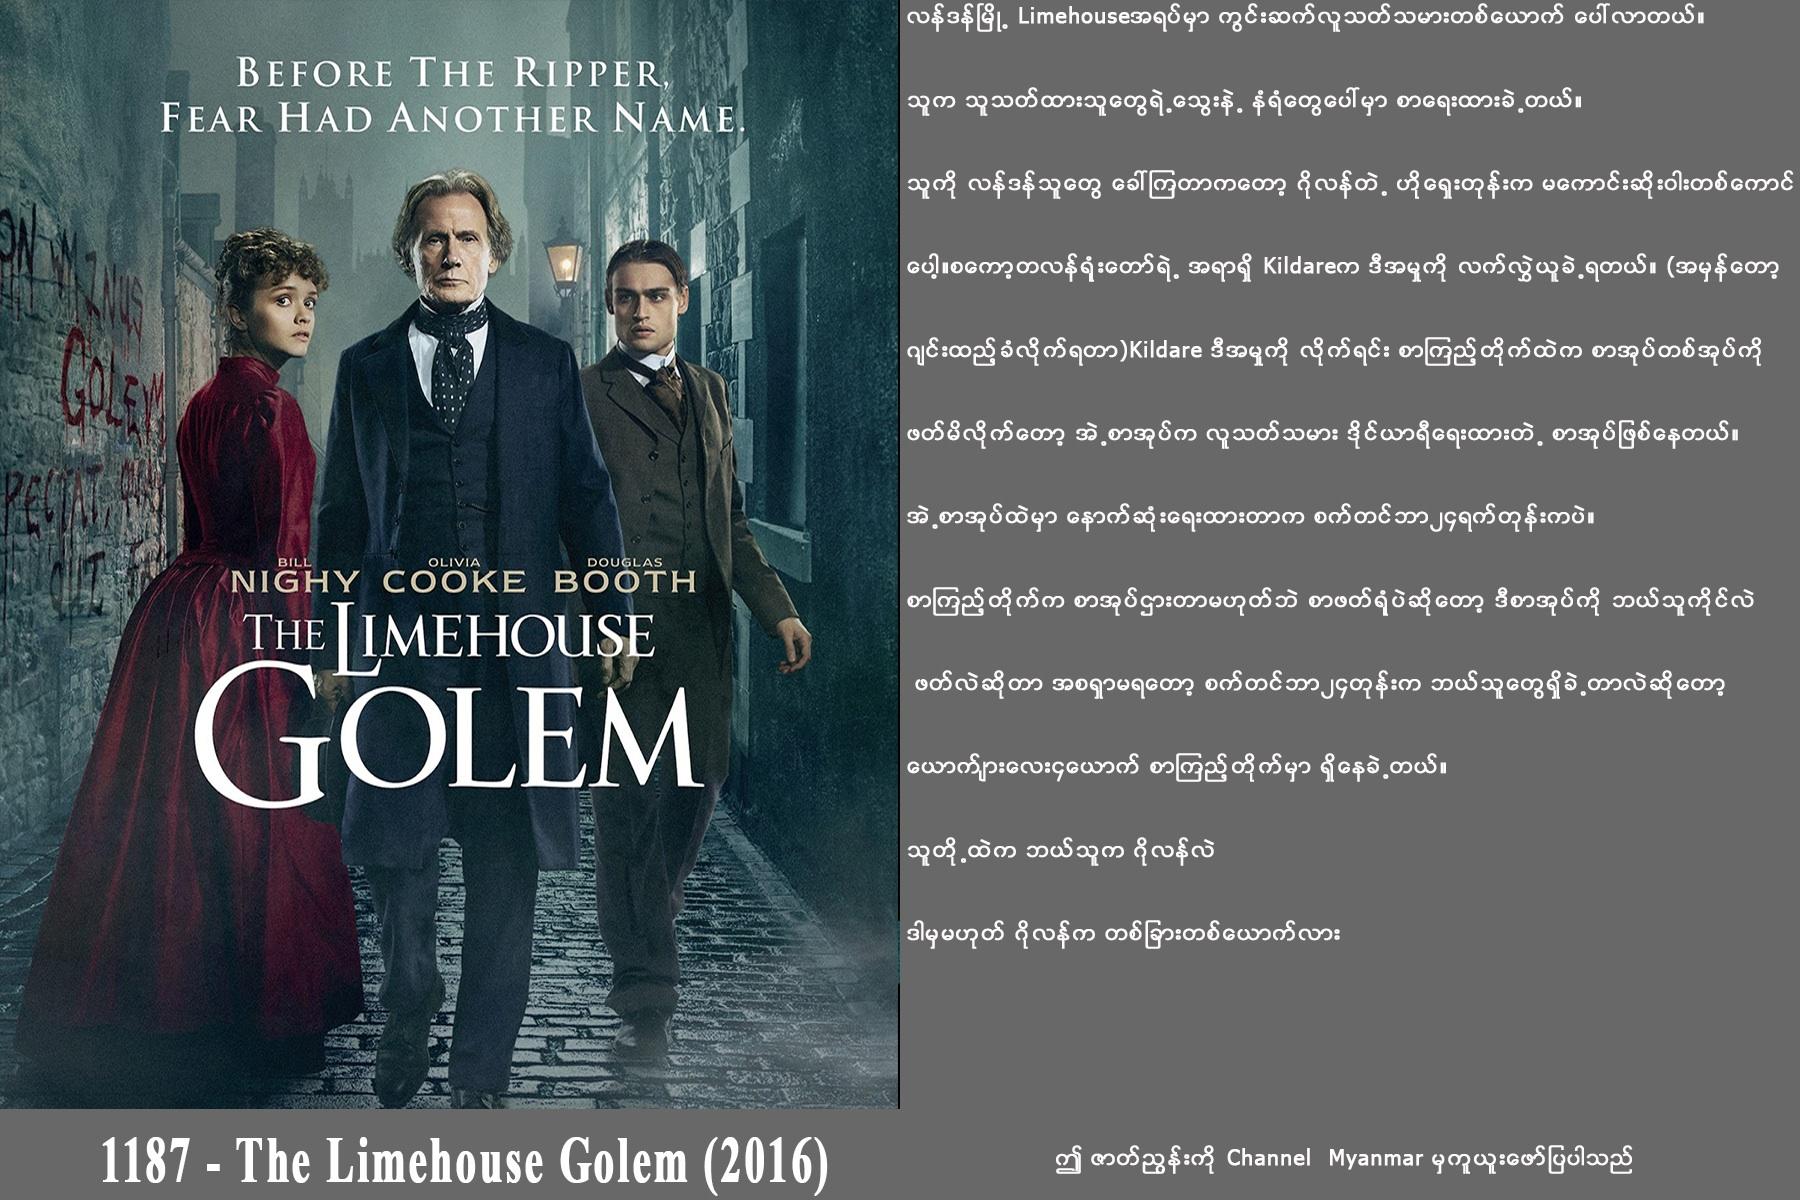 BEFORE THE RIPPER,
FEAR HAD ANOTHER NAME.
GOLEM
BILL NIGHY OLIVIA COOKE DOUGLAS BOOTH
THE LIMEHOUSE
GOLEM
1187 - The Limehouse Golem (2016)
လန်ဒန်မြို့ Limehouseအရပ်မှာ ကွင်းဆက်လူသတ်သမားတစ်ယောက် ပေါ်လာတယ်။
သူက သူသတ်ထားသူတွေရဲ့သွေးနဲ့ နံရံတွေပေါ်မှာ စာရေးထားခဲ့တယ်။
သူကို လန်ဒန်သူတွေ ခေါ်ကြတာကတော့ ဂိုလန်တဲ့ ဟိုရှေးတုန်းက မကောင်းဆိုးဝါးတစ်ကောင်
ပေါ့။စကော့တလန်ရုံးတော်ရဲ့ အရာရှိ Kildareက ဒီအမှုကို လက်လွှဲယူခဲ့ရတယ်။ (အမှန်တော့
ဂျင်းထည့်ခံလိုက်ရတာ)Kildare ဒီအမှုကို လိုက်ရင်း စာကြည့်တိုက်ထဲက စာအုပ်တစ်အုပ်ကို
ဖတ်မိလိုက်တော့ အဲ့စာအုပ်က လူသတ်သမား ဒိုင်ယာရီရေးထားတဲ့ စာအုပ်ဖြစ်နေတယ်။
အဲ့စာအုပ်ထဲမှာ နောက်ဆုံးရေးထားတာက စက်တင်ဘာ၂၄ရက်တုန်းကပဲ။
စာကြည့်တိုက်က စာအုပ်ဌားတာမဟုတ်ဘဲ စာဖတ်ရုံပဲဆိုတော့ ဒီစာအုပ်ကို ဘယ်သူကိုင်လဲ
ဖတ်လဲဆိုတာ အစရှာမရတော့ စက်တင်ဘာ၂၄တုန်းက ဘယ်သူတွေရှိခဲ့တာလဲဆိုတော့
ယောက်ျားလေး၄ယောက် စာကြည့်တိုက်မှာ ရှိနေခဲ့တယ်။
သူတို့ထဲက ဘယ်သူက ဂိုလန်လဲ
ဒါမှမဟုတ် ဂိုလန်က တစ်ခြားတစ်ယောက်လား
ဤ ဇာတ်ညွန်းကို Channel Myanmar မှကူယူးဖော်ပြပါသည်